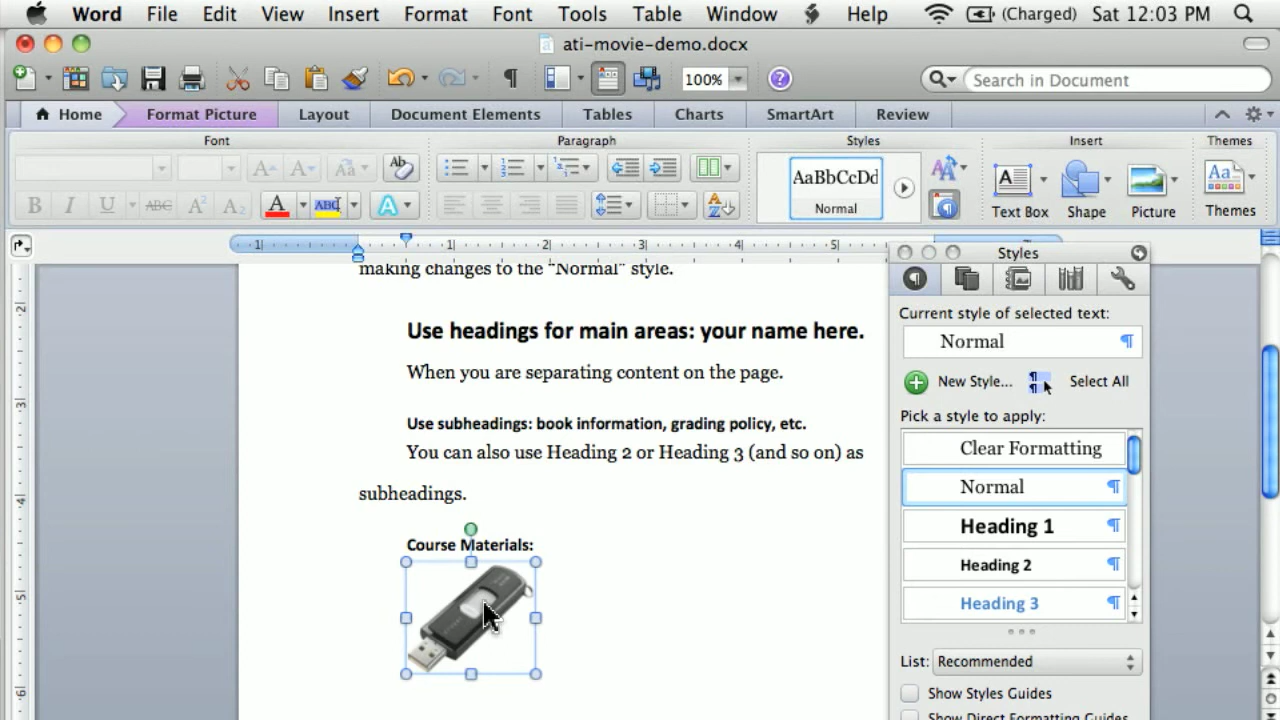 Word File Edit View Insert Format Font Tools Table Window Help (Charged) Sat 12:03 PM
ati-movie-demo.docx
100% Search in Document
Home Format Picture Layout Document Elements Tables Charts SmartArt Review
Font Paragraph Styles Insert Themes
AaBbCcDd
Normal
Text Box Shape Picture Themes
making changes to the "Normal" style.
Use headings for main areas: your name here.
When you are separating content on the page.
Use subheadings: book information, grading policy, etc.
You can also use Heading 2 or Heading 3 (and so on) as
subheadings.
Course Materials:
Styles
Current style of selected text:
Normal
New Style... Select All
Pick a style to apply:
Clear Formatting
Normal
Heading 1
Heading 2
Heading 3
List: Recommended
Show Styles Guides
Show Direct Formatting Guides